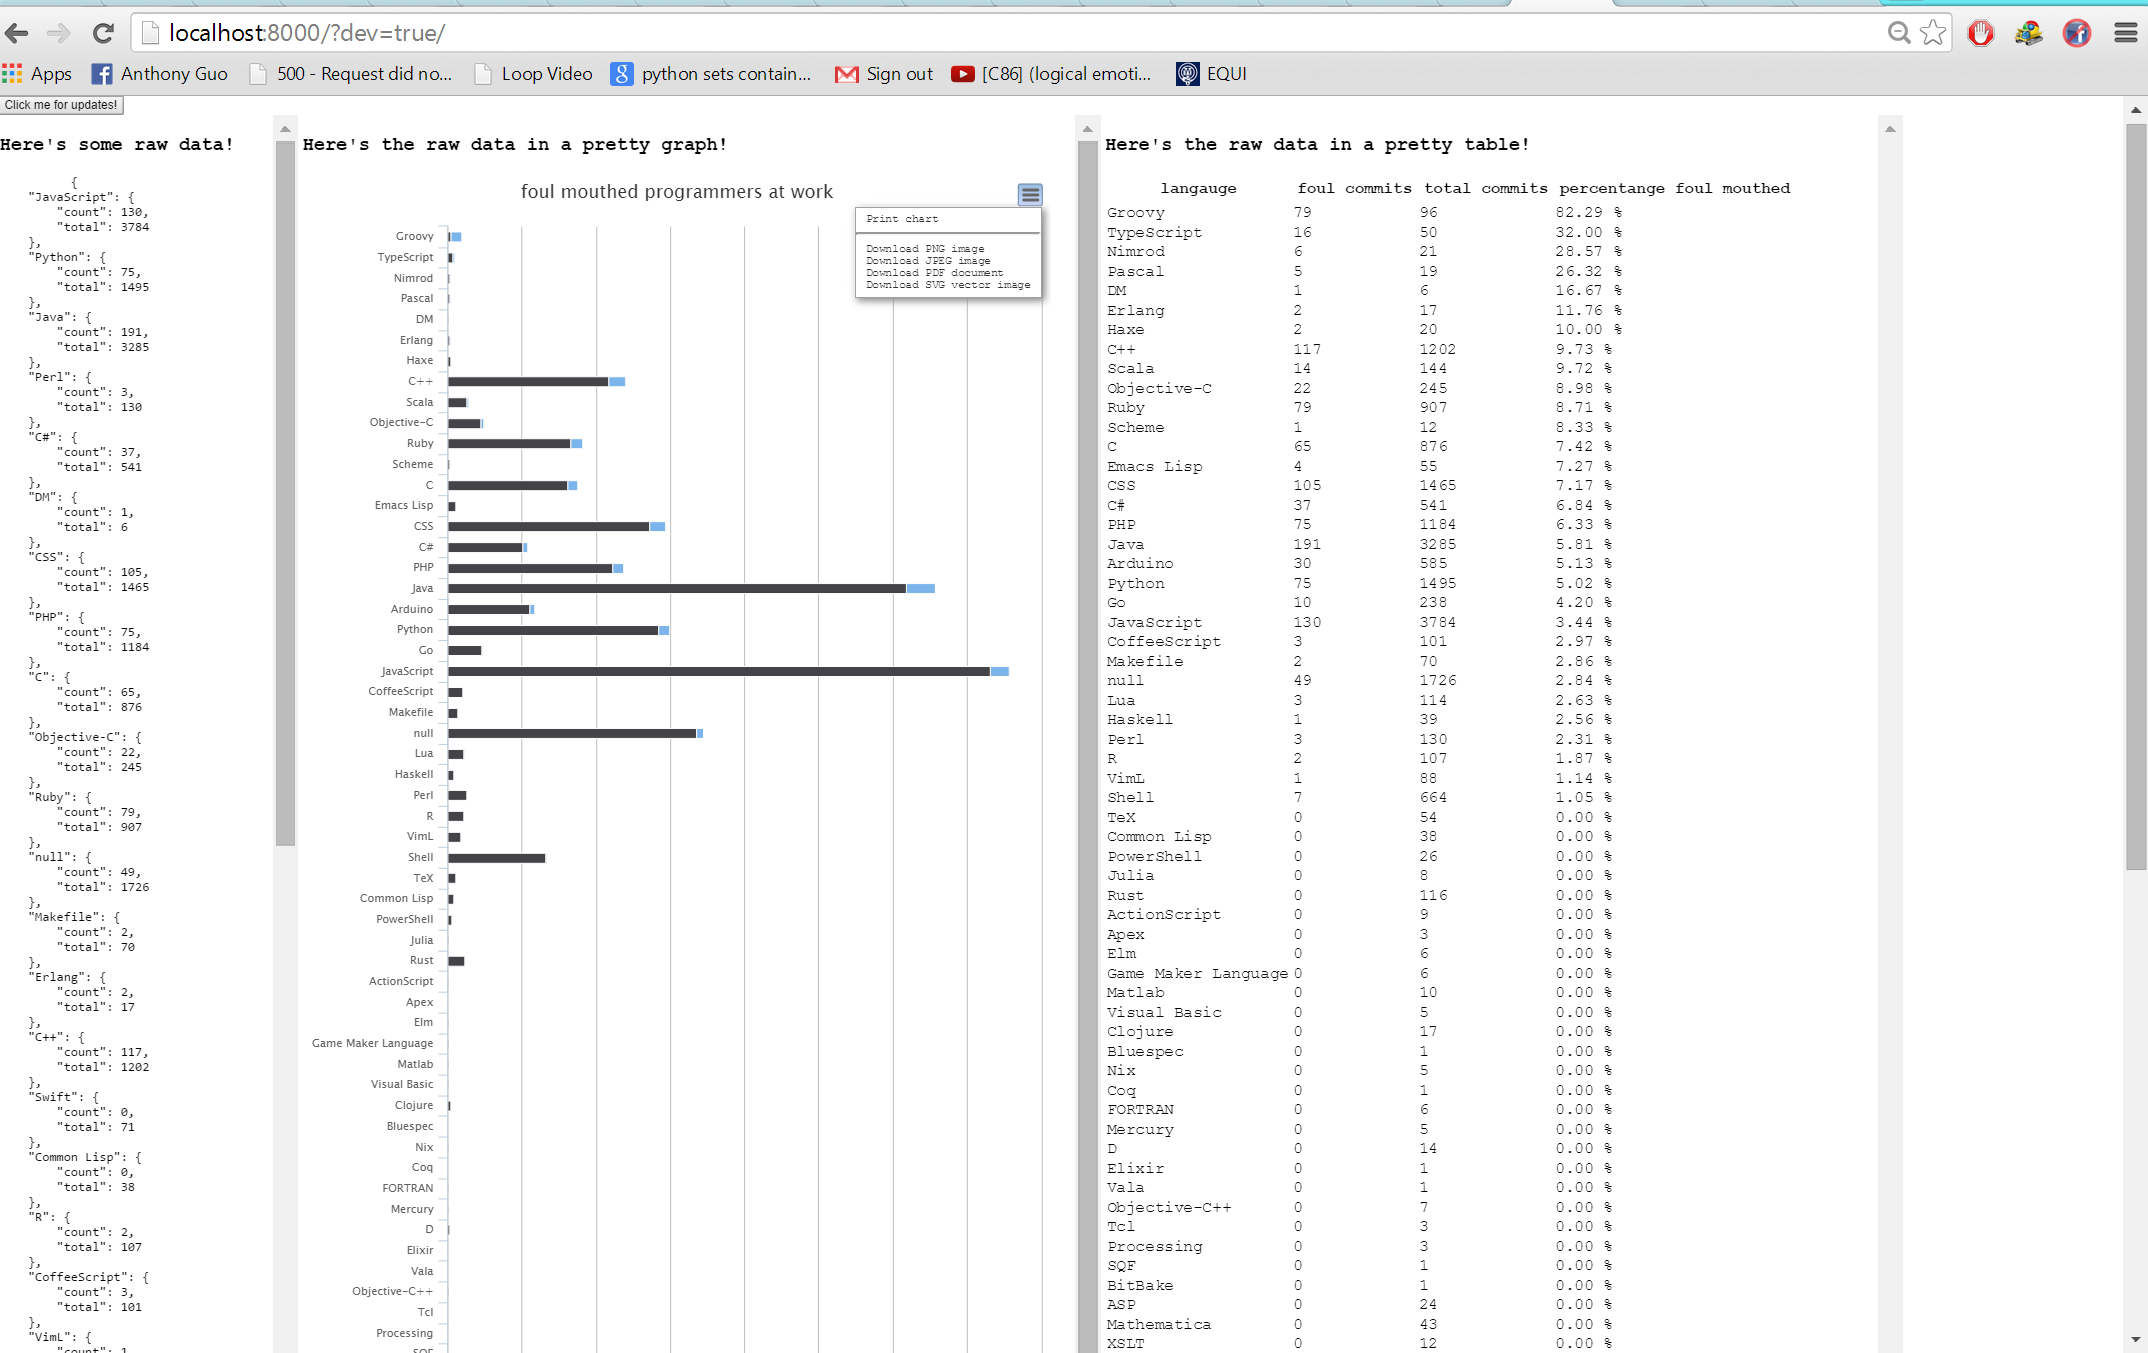 localhost:8000/?dev=true/
Apps Anthony Guo 500 - Request did no... Loop Video python sets contain... Sign out [C86] (logical emoti... EQUI
Click me for updates!
Here's some raw data!
{
"JavaScript": {
"count": 130,
"total": 3784
},
"Python": {
"count": 75,
"total": 1495
},
"Java": {
"count": 191,
"total": 3285
},
"Perl": {
"count": 3,
"total": 130
},
"C#": {
"count": 37,
"total": 541
},
"DM": {
"count": 1,
"total": 6
},
"CSS": {
"count": 105,
"total": 1465
},
"PHP": {
"count": 75,
"total": 1184
},
"C": {
"count": 65,
"total": 876
},
"Objective-C": {
"count": 22,
"total": 245
},
"Ruby": {
"count": 79,
"total": 907
},
"null": {
"count": 49,
"total": 1726
},
"Makefile": {
"count": 2,
"total": 70
},
"Erlang": {
"count": 2,
"total": 17
},
"C++": {
"count": 117,
"total": 1202
},
"Swift": {
"count": 0,
"total": 71
},
"Common Lisp": {
"count": 0,
"total": 38
},
"R": {
"count": 2,
"total": 107
},
"CoffeeScript": {
"count": 3,
"total": 101
},
"VimL": {
"count": 1
Here's the raw data in a pretty graph!
foul mouthed programmers at work
Print chart
Download PNG image
Download JPEG image
Download PDF document
Download SVG vector image
Groovy
TypeScript
Nimrod
Pascal
DM
Erlang
Haxe
C++
Scala
Objective-C
Ruby
Scheme
C
Emacs Lisp
CSS
C#
PHP
Java
Arduino
Python
Go
JavaScript
CoffeeScript
Makefile
null
Lua
Haskell
Perl
R
VimL
Shell
TeX
Common Lisp
PowerShell
Julia
Rust
ActionScript
Apex
Elm
Game Maker Language
Matlab
Visual Basic
Clojure
Bluespec
Nix
Coq
FORTRAN
Mercury
D
Elixir
Vala
Objective-C++
Tcl
Processing
SQF
Here's the raw data in a pretty table!
langauge foul commits total commits percentange foul mouthed
Groovy 79 96 82.29 %
TypeScript 16 50 32.00 %
Nimrod 6 21 28.57 %
Pascal 5 19 26.32 %
DM 1 6 16.67 %
Erlang 2 17 11.76 %
Haxe 2 20 10.00 %
C++ 117 1202 9.73 %
Scala 14 144 9.72 %
Objective-C 22 245 8.98 %
Ruby 79 907 8.71 %
Scheme 1 12 8.33 %
C 65 876 7.42 %
Emacs Lisp 4 55 7.27 %
CSS 105 1465 7.17 %
C# 37 541 6.84 %
PHP 75 1184 6.33 %
Java 191 3285 5.81 %
Arduino 30 585 5.13 %
Python 75 1495 5.02 %
Go 10 238 4.20 %
JavaScript 130 3784 3.44 %
CoffeeScript 3 101 2.97 %
Makefile 2 70 2.86 %
null 49 1726 2.84 %
Lua 3 114 2.63 %
Haskell 1 39 2.56 %
Perl 3 130 2.31 %
R 2 107 1.87 %
VimL 1 88 1.14 %
Shell 7 664 1.05 %
TeX 0 54 0.00 %
Common Lisp 0 38 0.00 %
PowerShell 0 26 0.00 %
Julia 0 8 0.00 %
Rust 0 116 0.00 %
ActionScript 0 9 0.00 %
Apex 0 3 0.00 %
Elm 0 6 0.00 %
Game Maker Language 0 6 0.00 %
Matlab 0 10 0.00 %
Visual Basic 0 5 0.00 %
Clojure 0 17 0.00 %
Bluespec 0 1 0.00 %
Nix 0 5 0.00 %
Coq 0 1 0.00 %
FORTRAN 0 6 0.00 %
Mercury 0 5 0.00 %
D 0 14 0.00 %
Elixir 0 1 0.00 %
Vala 0 1 0.00 %
Objective-C++ 0 7 0.00 %
Tcl 0 3 0.00 %
Processing 0 3 0.00 %
SQF 0 1 0.00 %
BitBake 0 1 0.00 %
ASP 0 24 0.00 %
Mathematica 0 43 0.00 %
XSLT 0 12 0.00 %